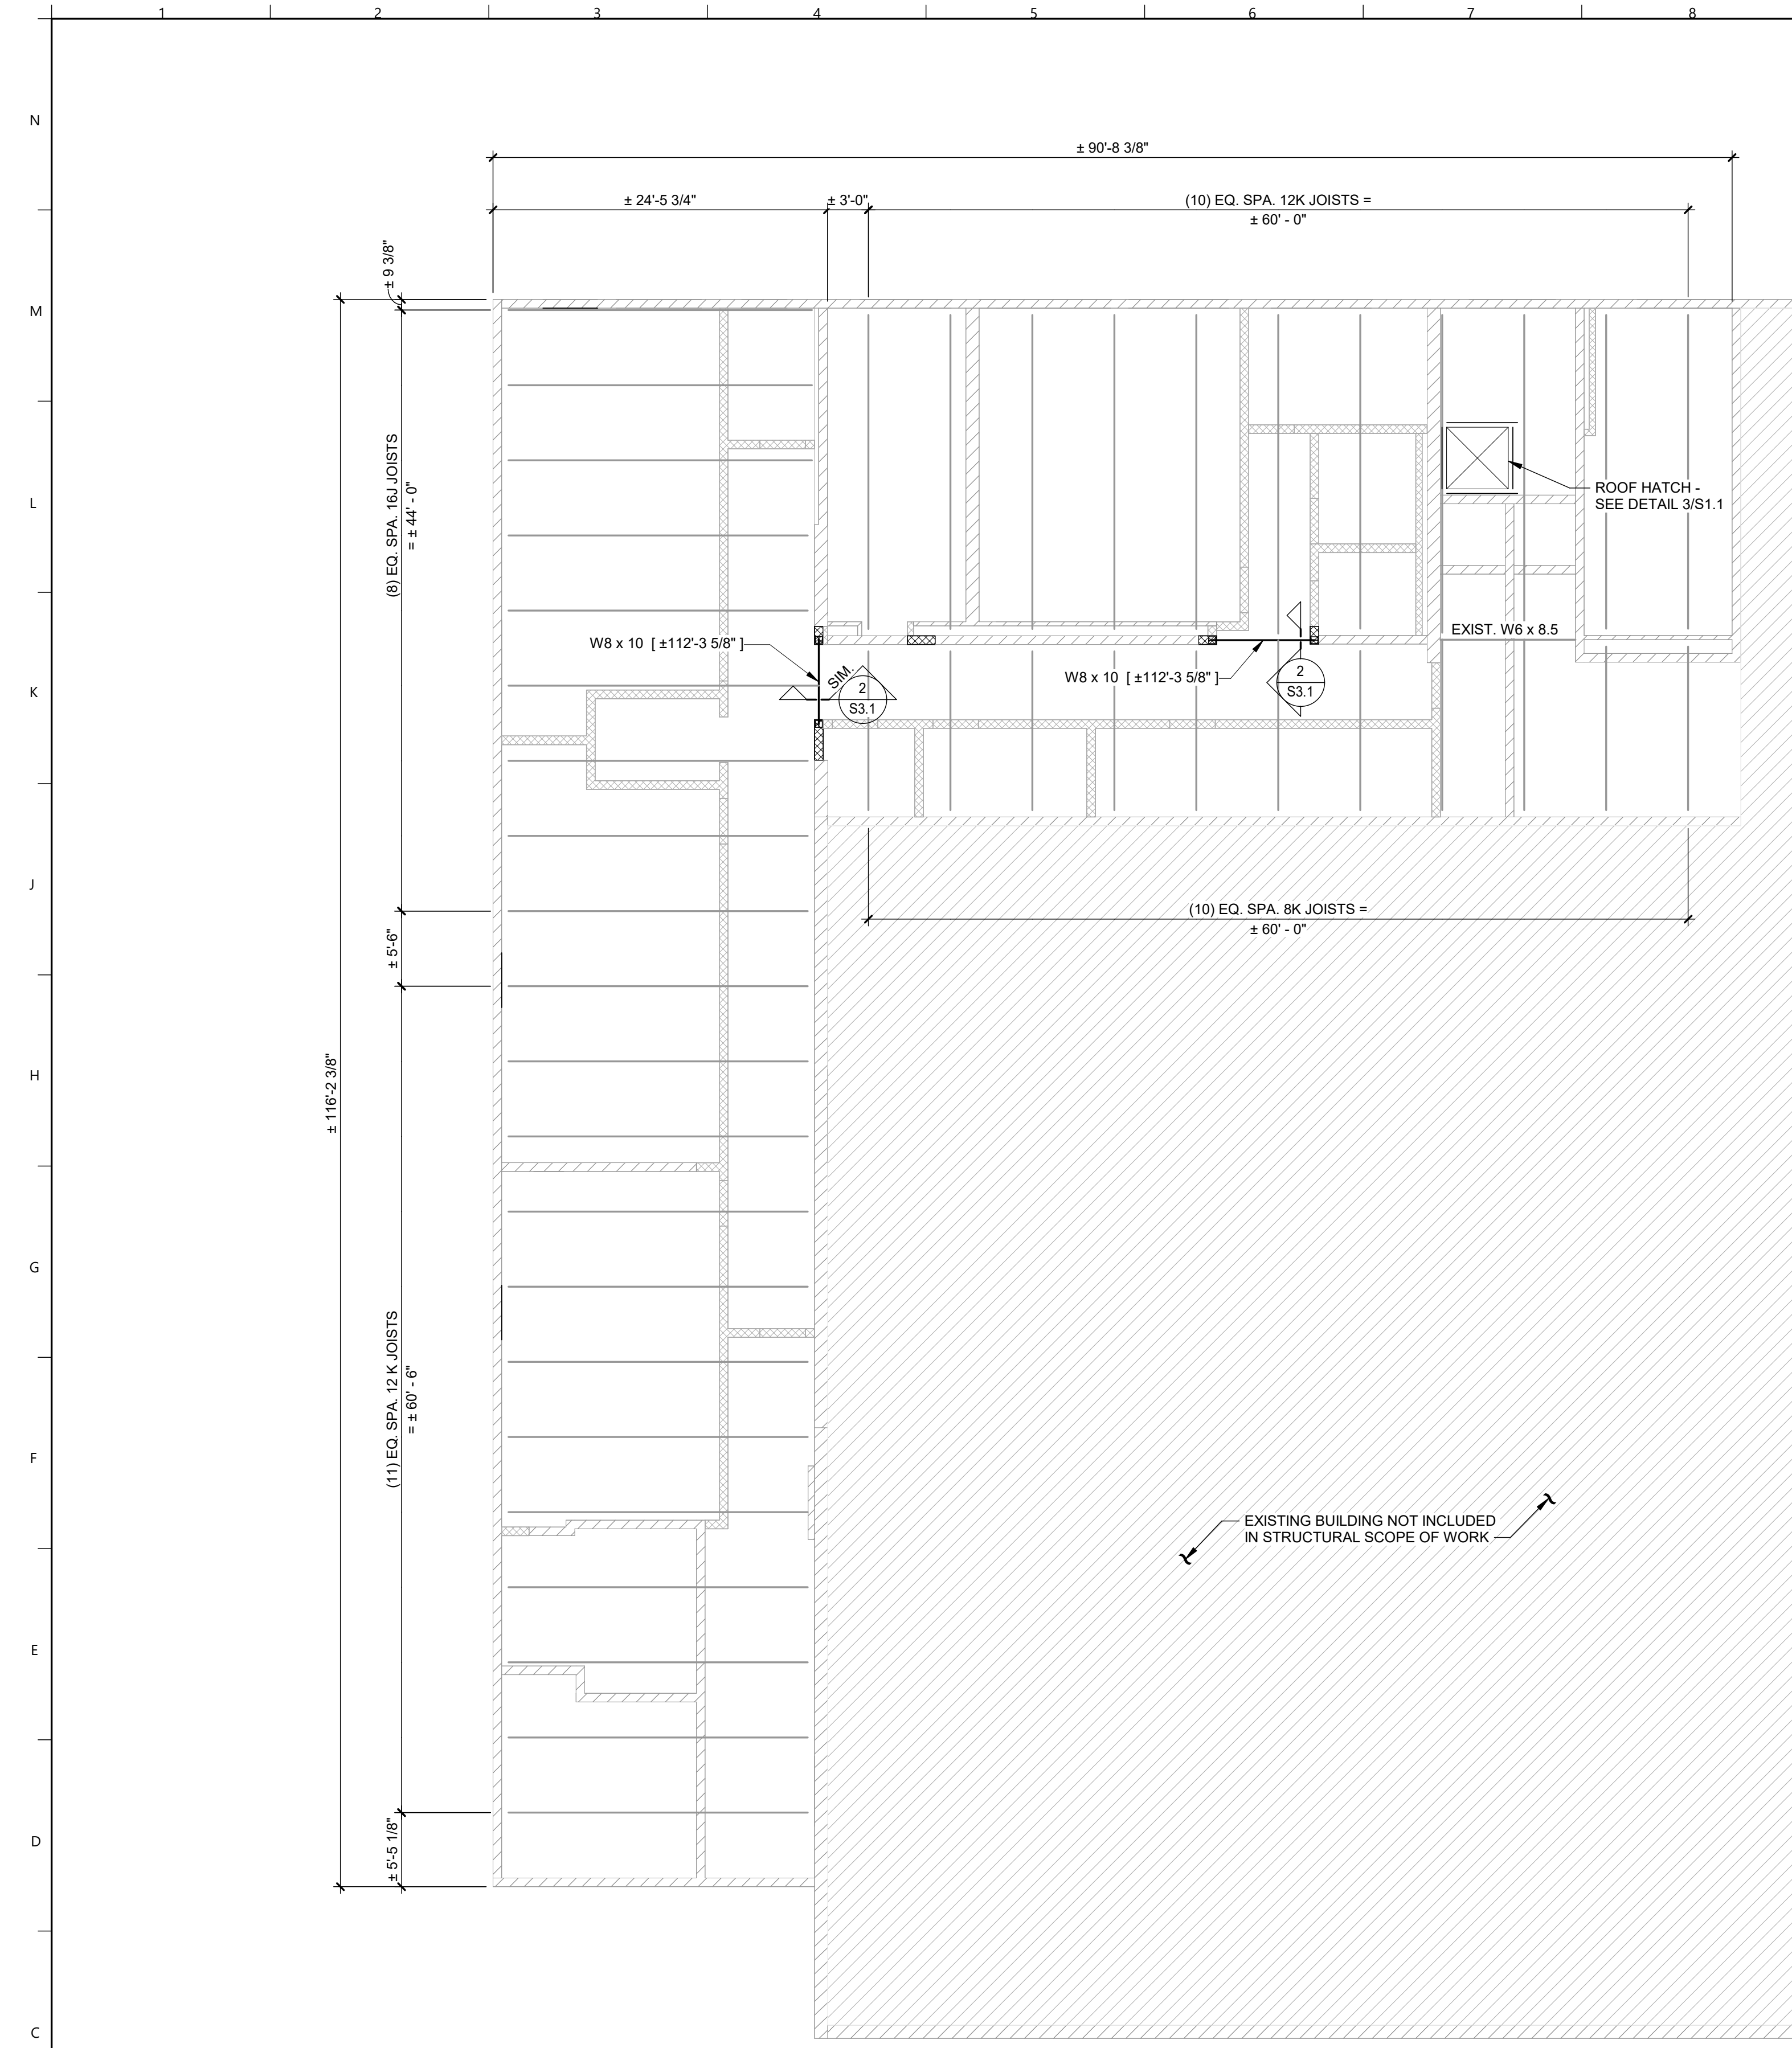 1 2 3 4 5 6 7 8
N
± 90'-8 3/8"
± 24'-5 3/4"
± 3'-0"
(10) EQ. SPA. 12K JOISTS =
± 60' - 0"
± 9 3/8"
M
(8) EQ. SPA. 16J JOISTS
= ± 44' - 0"
L
ROOF HATCH -
SEE DETAIL 3/S1.1
EXIST. W6 x 8.5
W8 x 10 [ ±112'-3 5/8" ]
SIM.
2
S3.1
W8 x 10 [ ±112'-3 5/8" ]
2
S3.1
K
J
(10) EQ. SPA. 8K JOISTS =
± 60' - 0"
± 5'-6"
H
± 116'-2 3/8"
G
(11) EQ. SPA. 12 K JOISTS
= ± 60' - 6"
F
EXISTING BUILDING NOT INCLUDED
IN STRUCTURAL SCOPE OF WORK
E
D
± 5'-5 1/8"
C